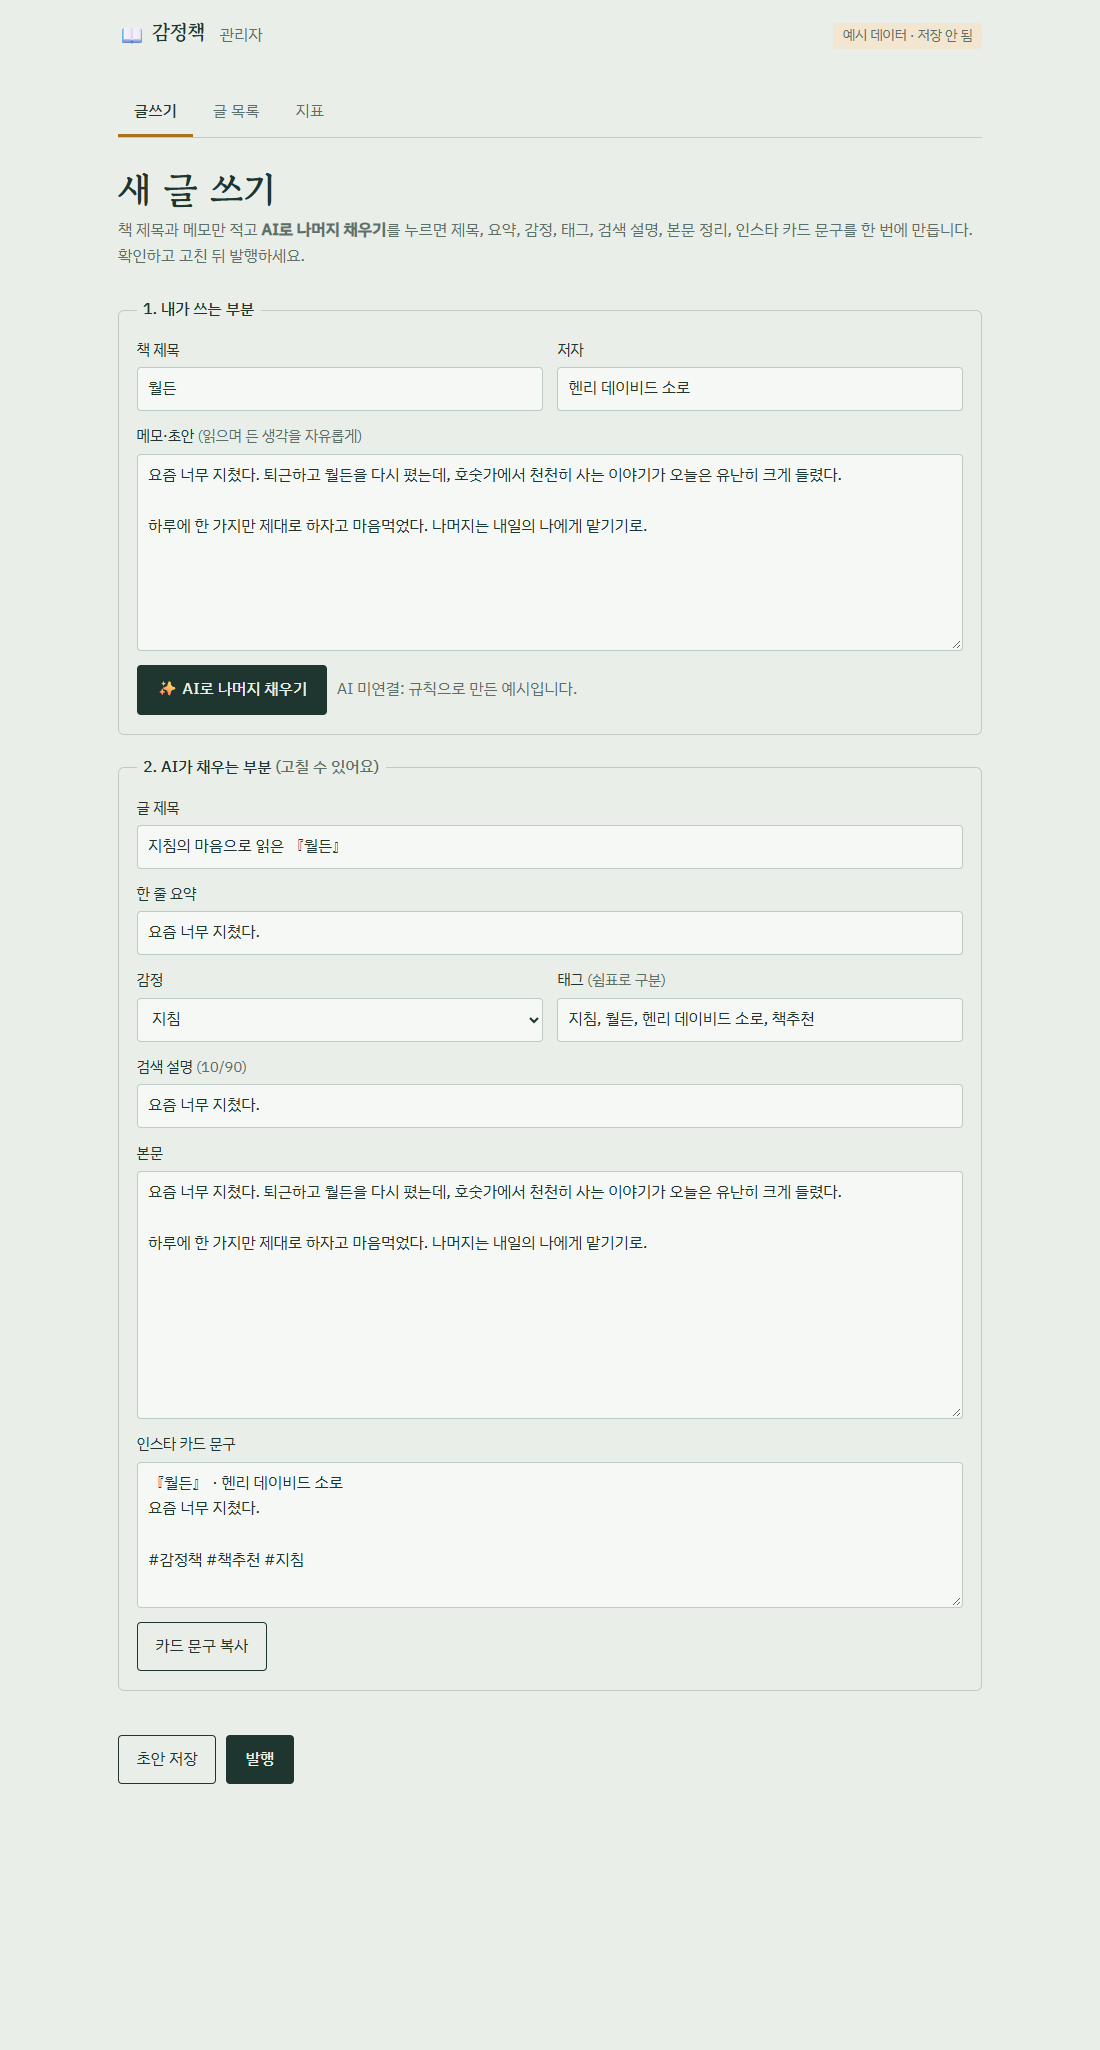 📖 감정책 관리자
예시 데이터 · 저장 안 됨
글쓰기 글 목록 지표
새 글 쓰기
책 제목과 메모만 적고 AI로 나머지 채우기를 누르면 제목, 요약, 감정, 태그, 검색 설명, 본문 정리, 인스타 카드 문구를 한 번에 만듭니다.
확인하고 고친 뒤 발행하세요.
1. 내가 쓰는 부분
책 제목 저자
월든 헨리 데이비드 소로
메모·초안 (읽으며 든 생각을 자유롭게)
요즘 너무 지쳤다. 퇴근하고 월든을 다시 폈는데, 호숫가에서 천천히 사는 이야기가 오늘은 유난히 크게 들렸다.
하루에 한 가지만 제대로 하자고 마음먹었다. 나머지는 내일의 나에게 맡기기로.
✨ AI로 나머지 채우기 AI 미연결: 규칙으로 만든 예시입니다.
2. AI가 채우는 부분 (고칠 수 있어요)
글 제목
지침의 마음으로 읽은 『월든』
한 줄 요약
요즘 너무 지쳤다.
감정 태그 (쉼표로 구분)
지침 지침, 월든, 헨리 데이비드 소로, 책추천
검색 설명 (10/90)
요즘 너무 지쳤다.
본문
요즘 너무 지쳤다. 퇴근하고 월든을 다시 폈는데, 호숫가에서 천천히 사는 이야기가 오늘은 유난히 크게 들렸다.
하루에 한 가지만 제대로 하자고 마음먹었다. 나머지는 내일의 나에게 맡기기로.
인스타 카드 문구
『월든』 · 헨리 데이비드 소로
요즘 너무 지쳤다.
#감정책 #책추천 #지침
카드 문구 복사
초안 저장 발행